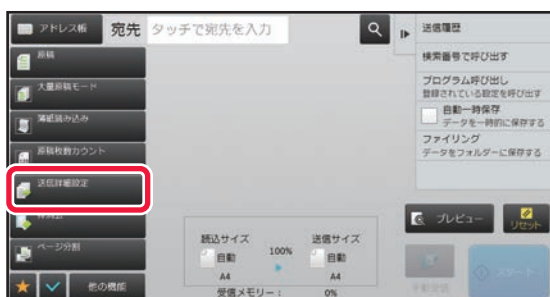 アドレス帳
宛先
タッチで宛先を入力
原稿
大量原稿モード
薄紙読み込み
原稿枚数カウント
送信詳細設定
ページ分割
他の機能
読込サイズ
自動
A4
100%
送信サイズ
自動
A4
受信メモリー： 0%
送信履歴
検索番号で呼び出す
プログラム呼び出し
登録されている設定を呼び出す
自動一時保存
データを一時的に保存する
ファイリング
データをフォルダーに保存する
プレビュー
リセット
手動受信
スタート